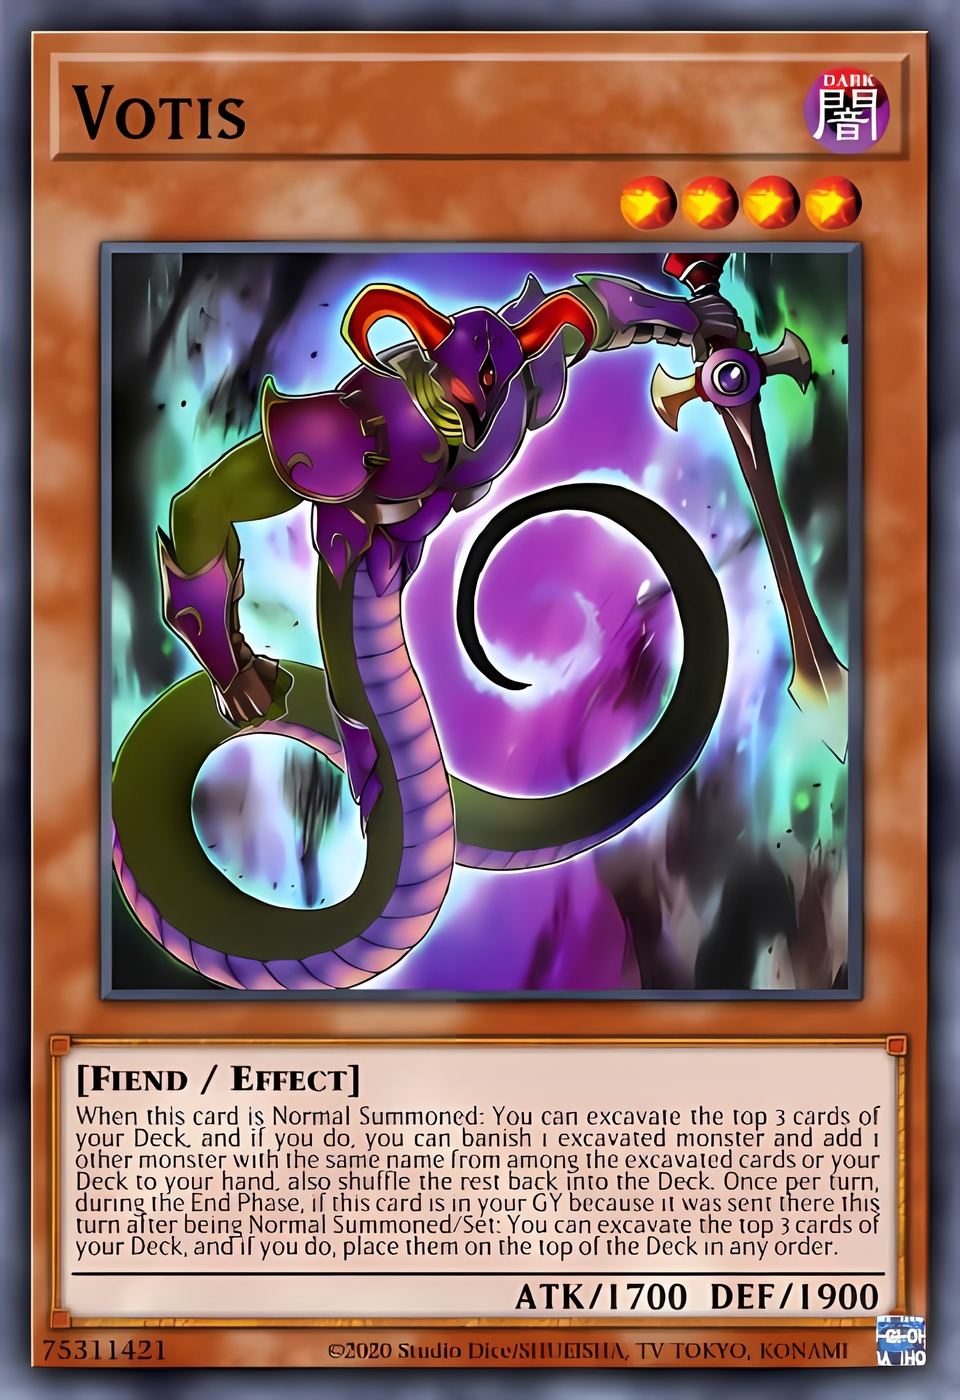 VOTIS
DARK
闇
[FIEND / EFFECT]
When this card is Normal Summoned: You can excavate the top 3 cards of
your Deck, and if you do, you can banish 1 excavated monster and add 1
other monster with the same name from among the excavated cards or your
Deck to your hand, also shuffle the rest back into the Deck. Once per turn,
during the End Phase, if this card is in your GY because it was sent there this
turn after being Normal Summoned/Set: You can excavate the top 3 cards of
your Deck, and if you do, place them on the top of the Deck in any order.
ATK/1700 DEF/1900
75311421
©2020 Studio Dice/SHUEISHA, TV TOKYO, KONAMI